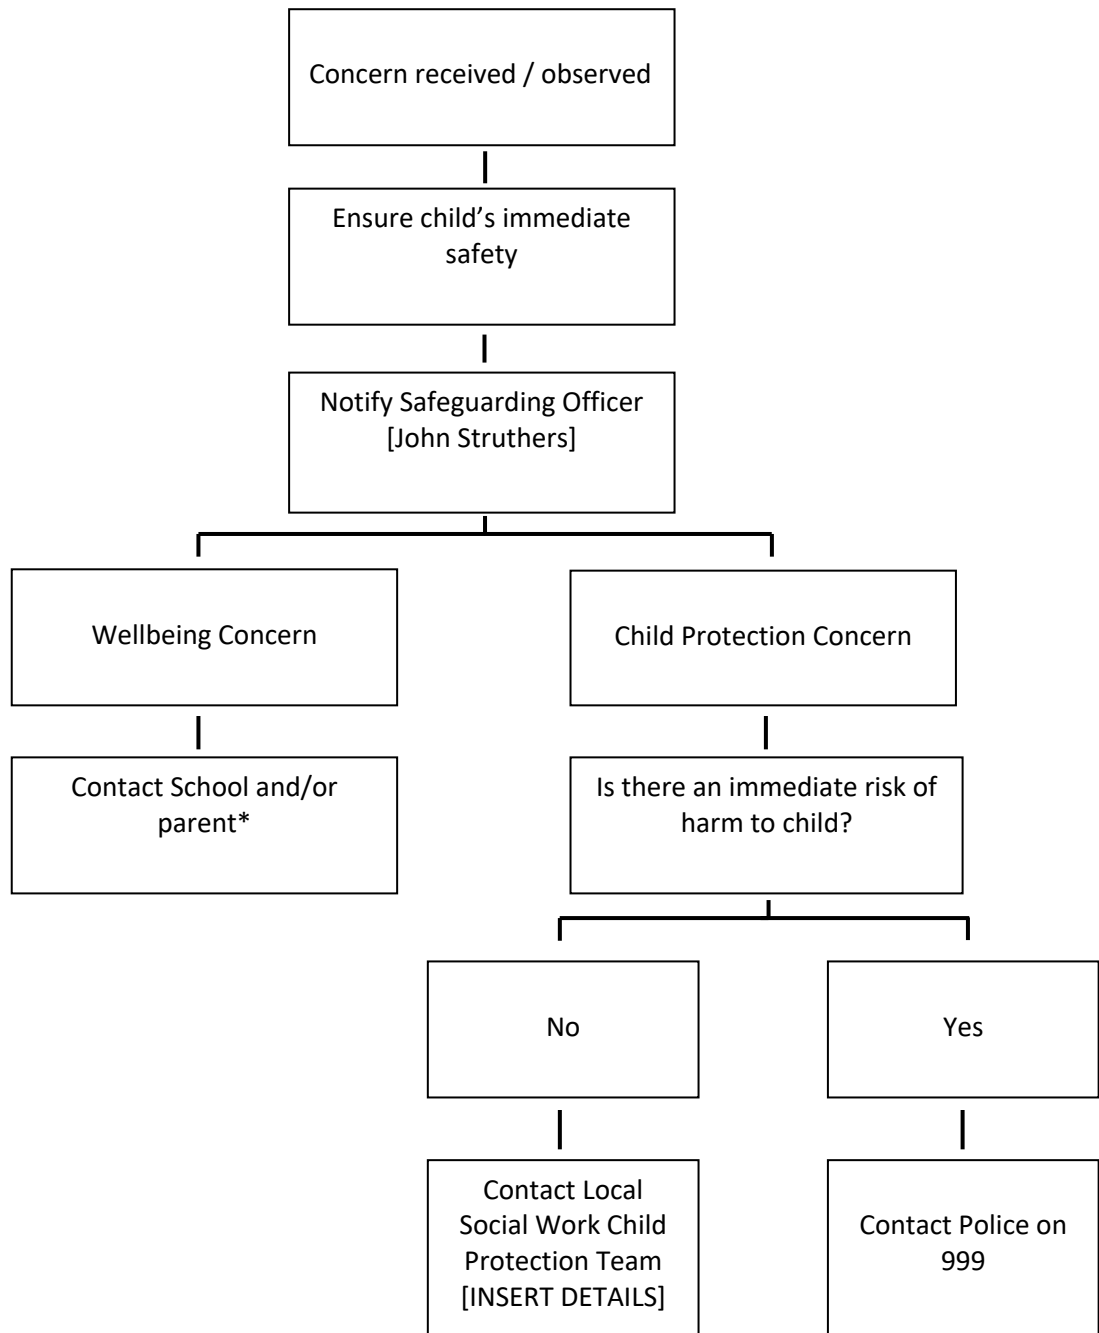 Concern received / observed
Ensure child’s immediate
safety
Notify Safeguarding Officer
[John Struthers]
Wellbeing Concern
Child Protection Concern
Contact School and/or
parent*
Is there an immediate risk of
harm to child?
No
Yes
Contact Local
Social Work Child
Protection Team
[INSERT DETAILS]
Contact Police on
999